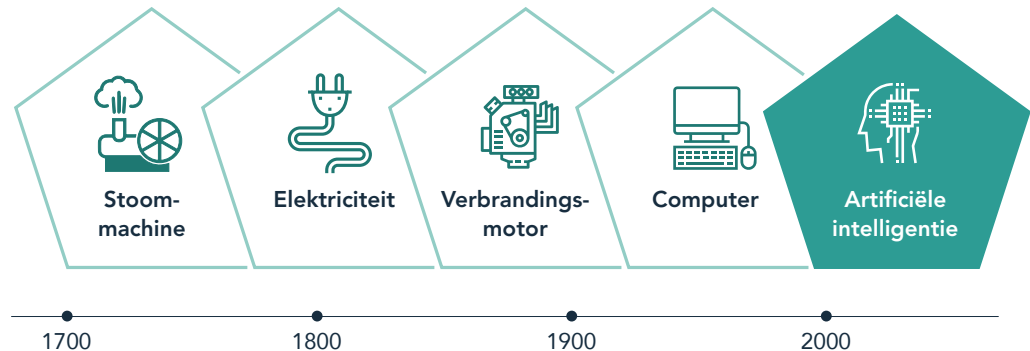 Stoom-
machine
Elektriciteit
Verbrandings-
motor
Computer
Artificiële
intelligentie
1700
1800
1900
2000